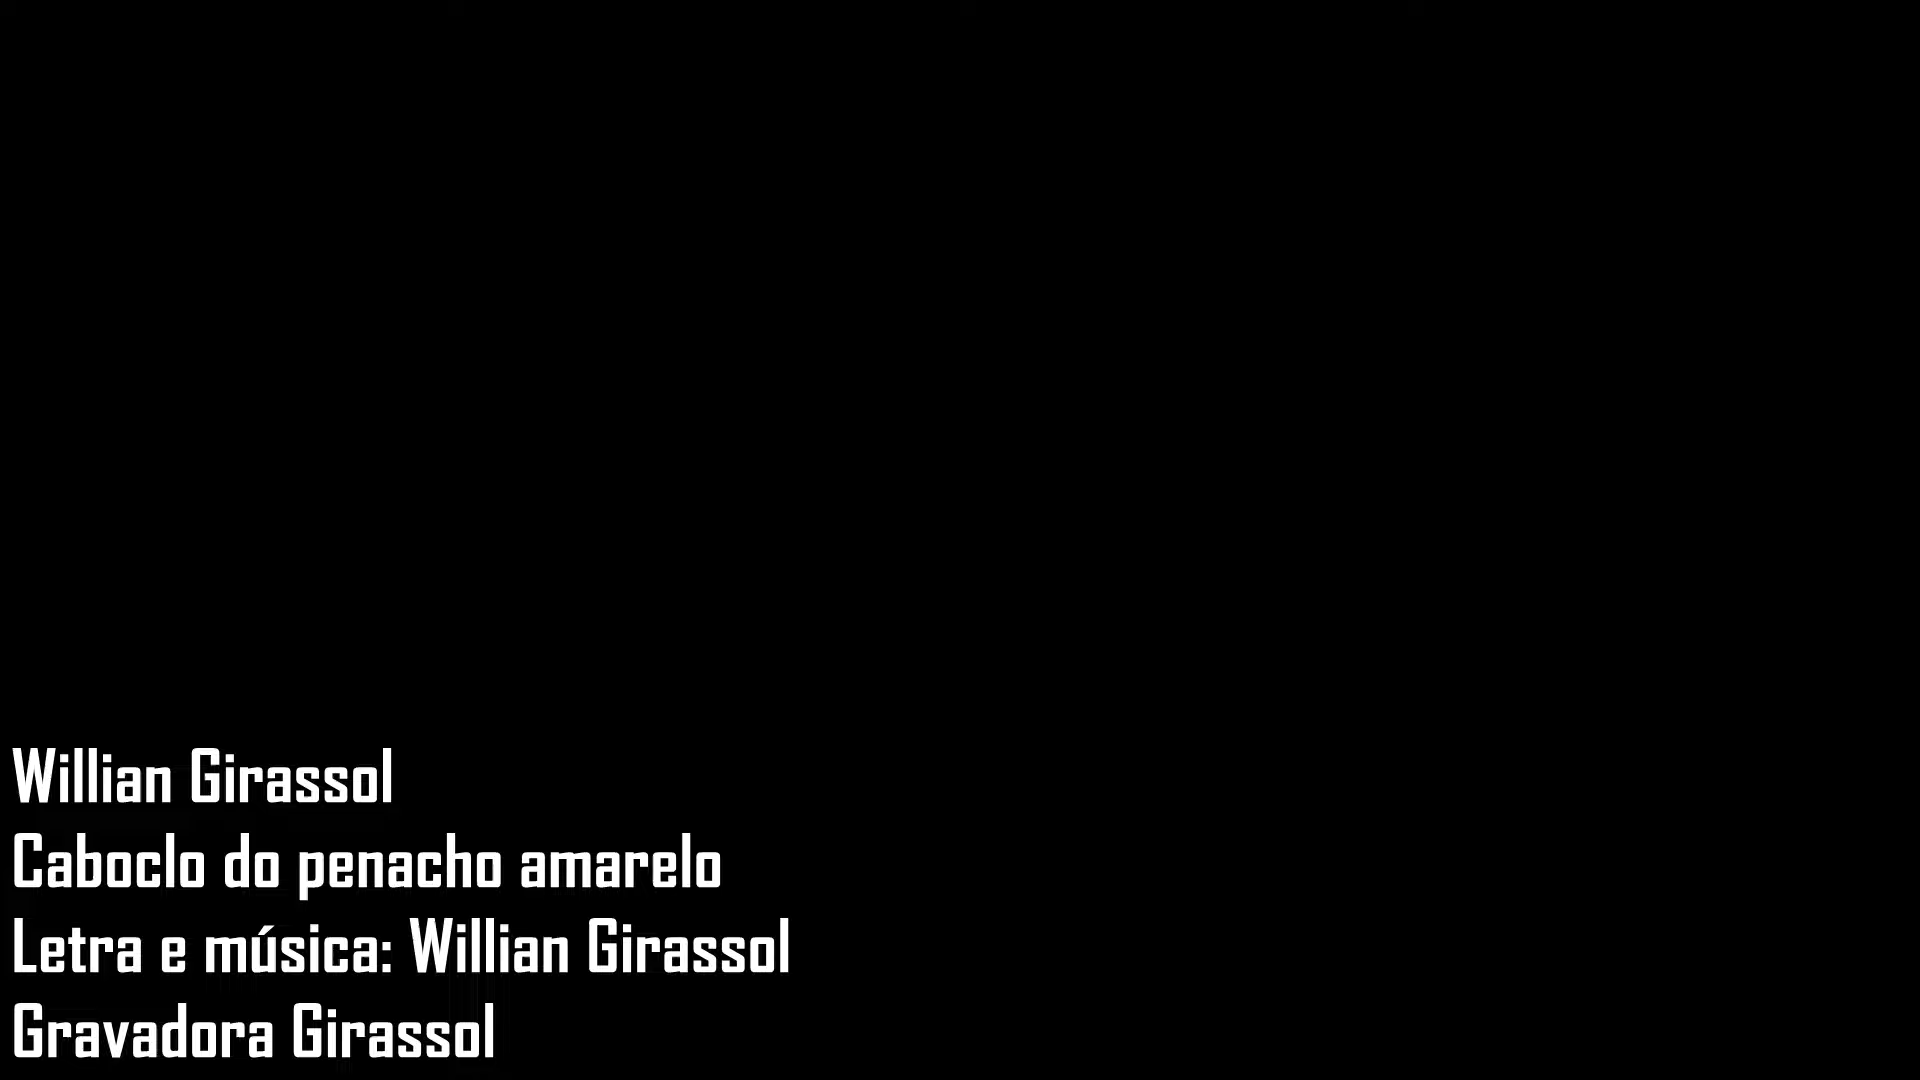 Willian Girassol
Caboclo do penacho amarelo
Letra e música: Willian Girassol
Gravadora Girassol